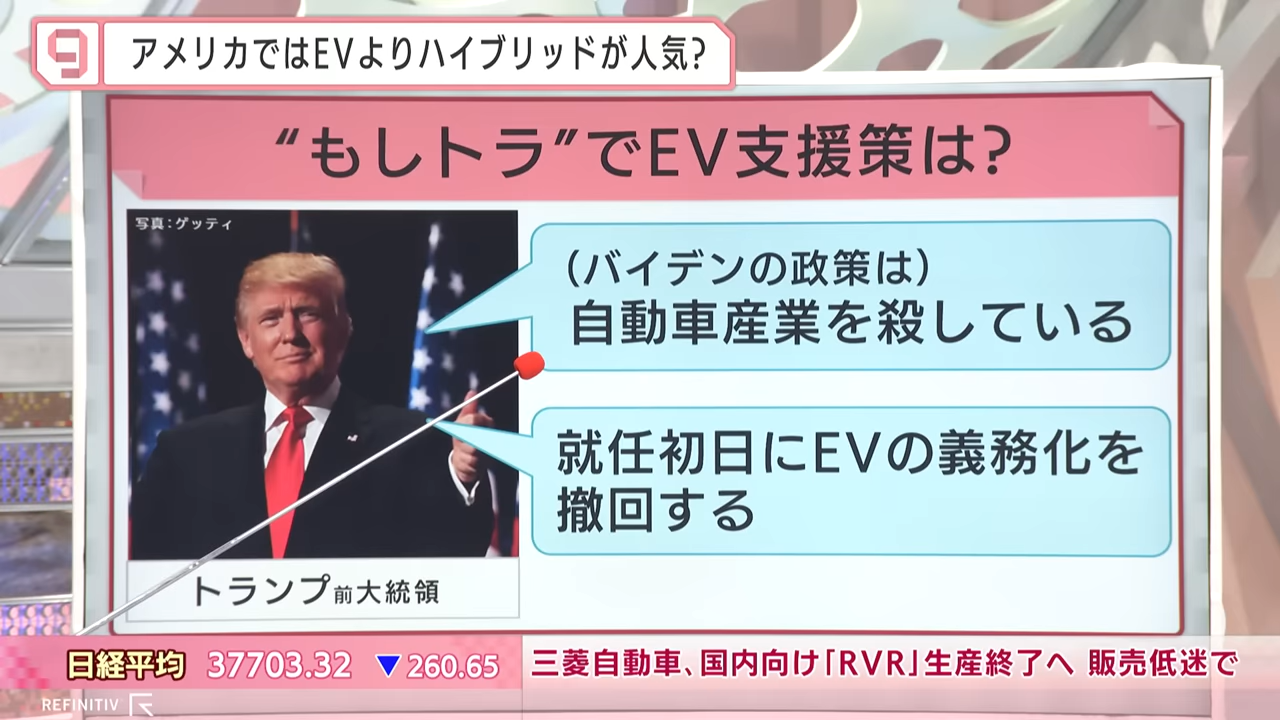 9
アメリカではEVよりハイブリッドが人気?
“もしトラ”でEV支援策は?
写真:ゲッティ
(バイデンの政策は)
自動車産業を殺している
就任初日にEVの義務化を
撤回する
トランプ前大統領
日経平均 37703.32 ▼260.65
三菱自動車、国内向け「RVR」生産終了へ 販売低迷で
REFINITIV